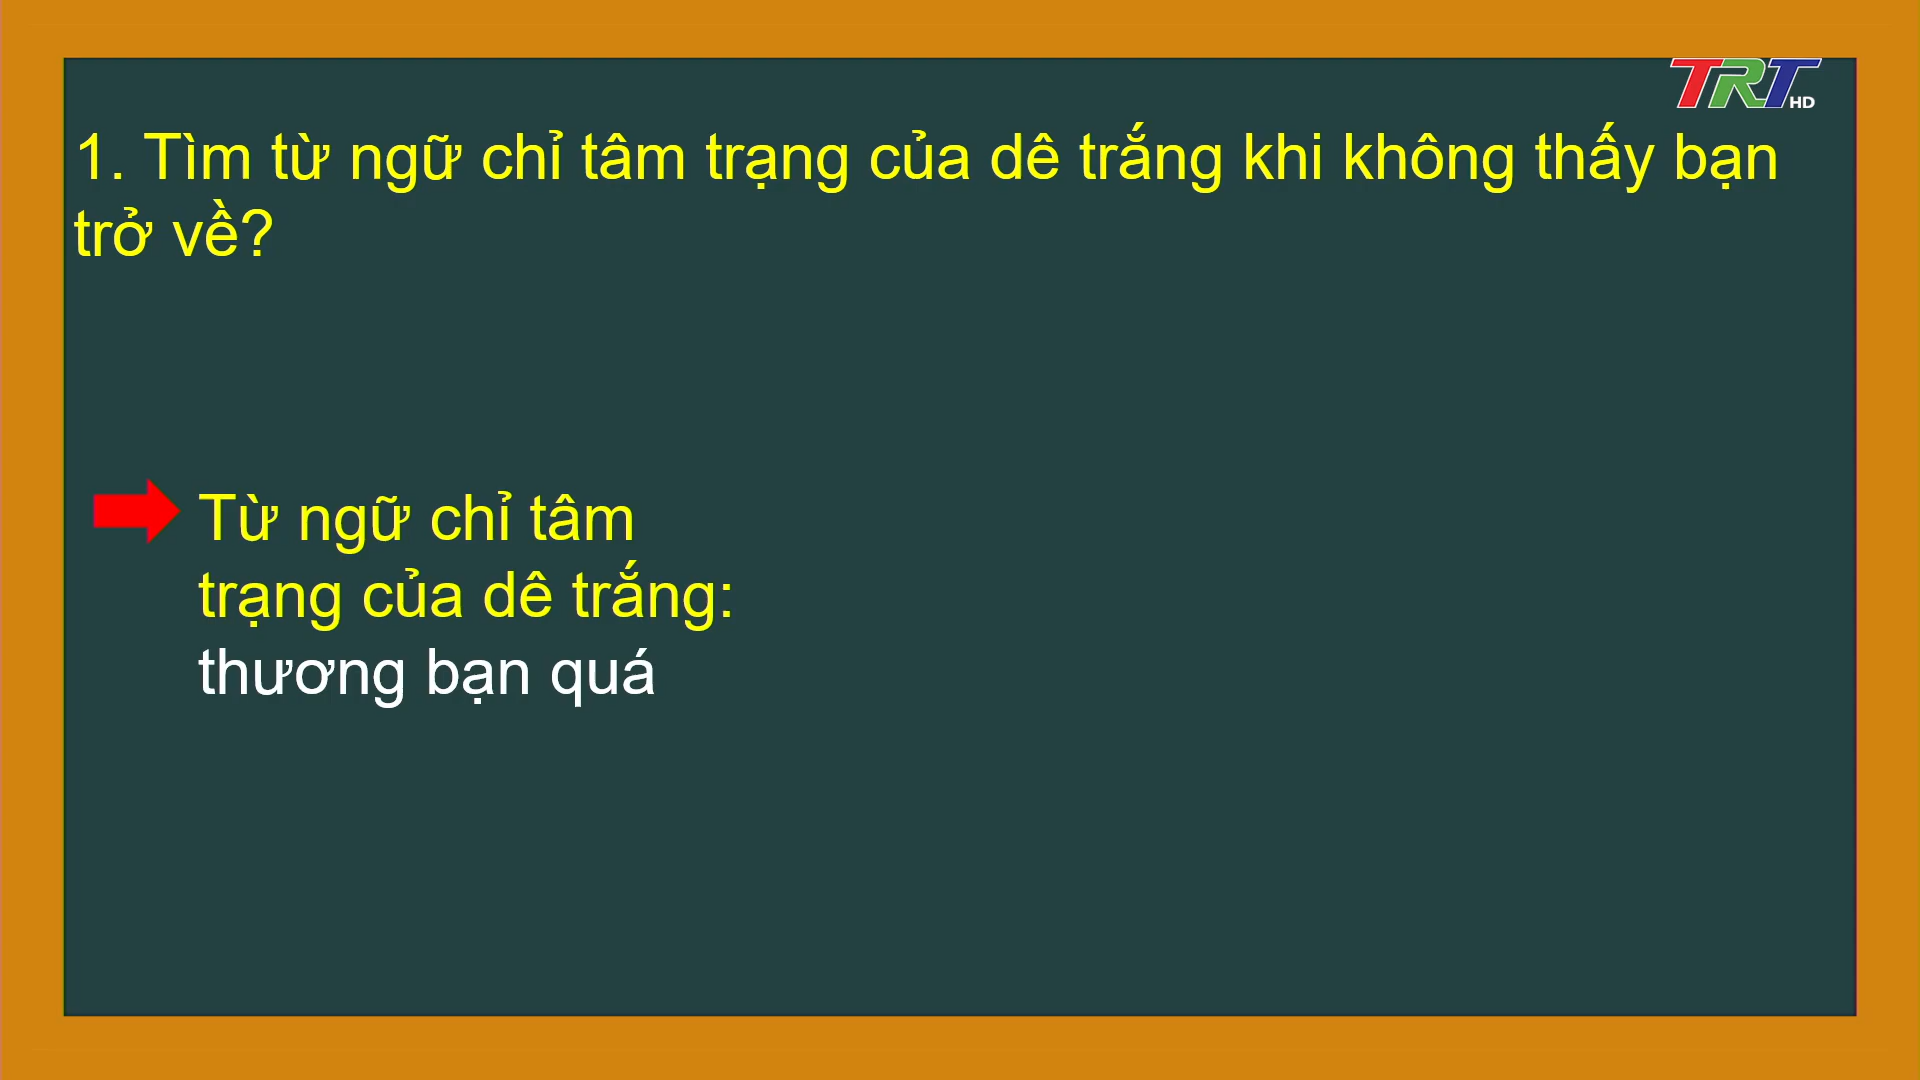 TRT HD
1. Tìm từ ngữ chỉ tâm trạng của dê trắng khi không thấy bạn
trở về?
Từ ngữ chỉ tâm
trạng của dê trắng:
thương bạn quá